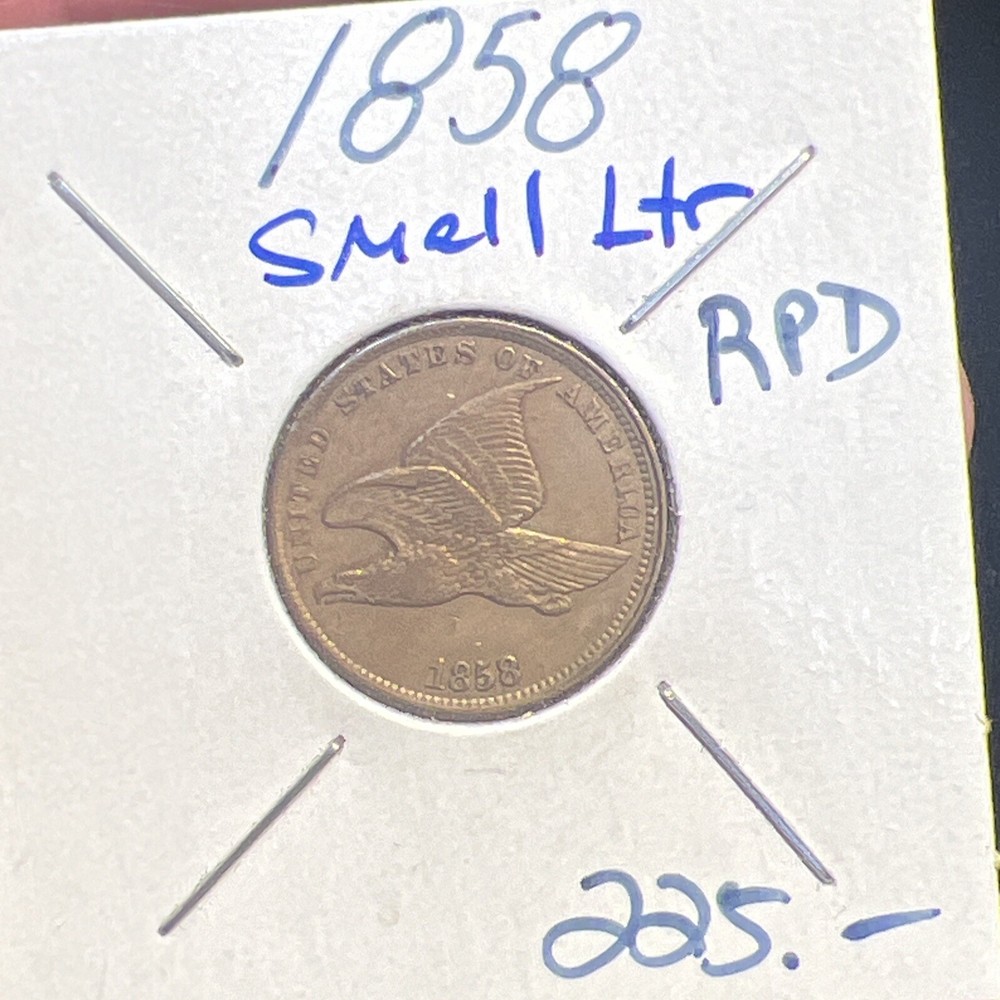 1858
Small Ltr
RPD
UNITED STATES OF AMERICA
1858
225.-